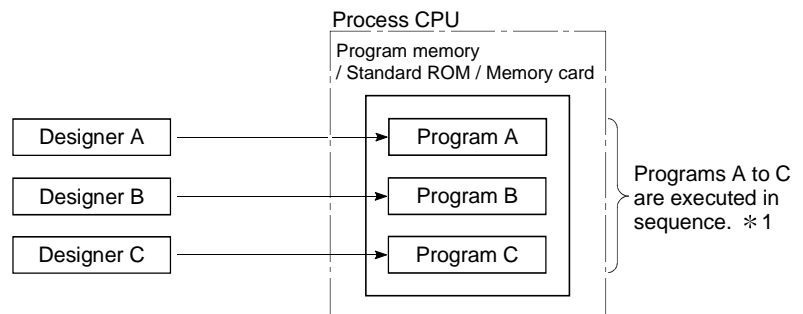 Process CPU
Program memory
/ Standard ROM / Memory card
Designer A
Program A
Designer B
Program B
Designer C
Program C
Programs A to C
are executed in
sequence. ＊1